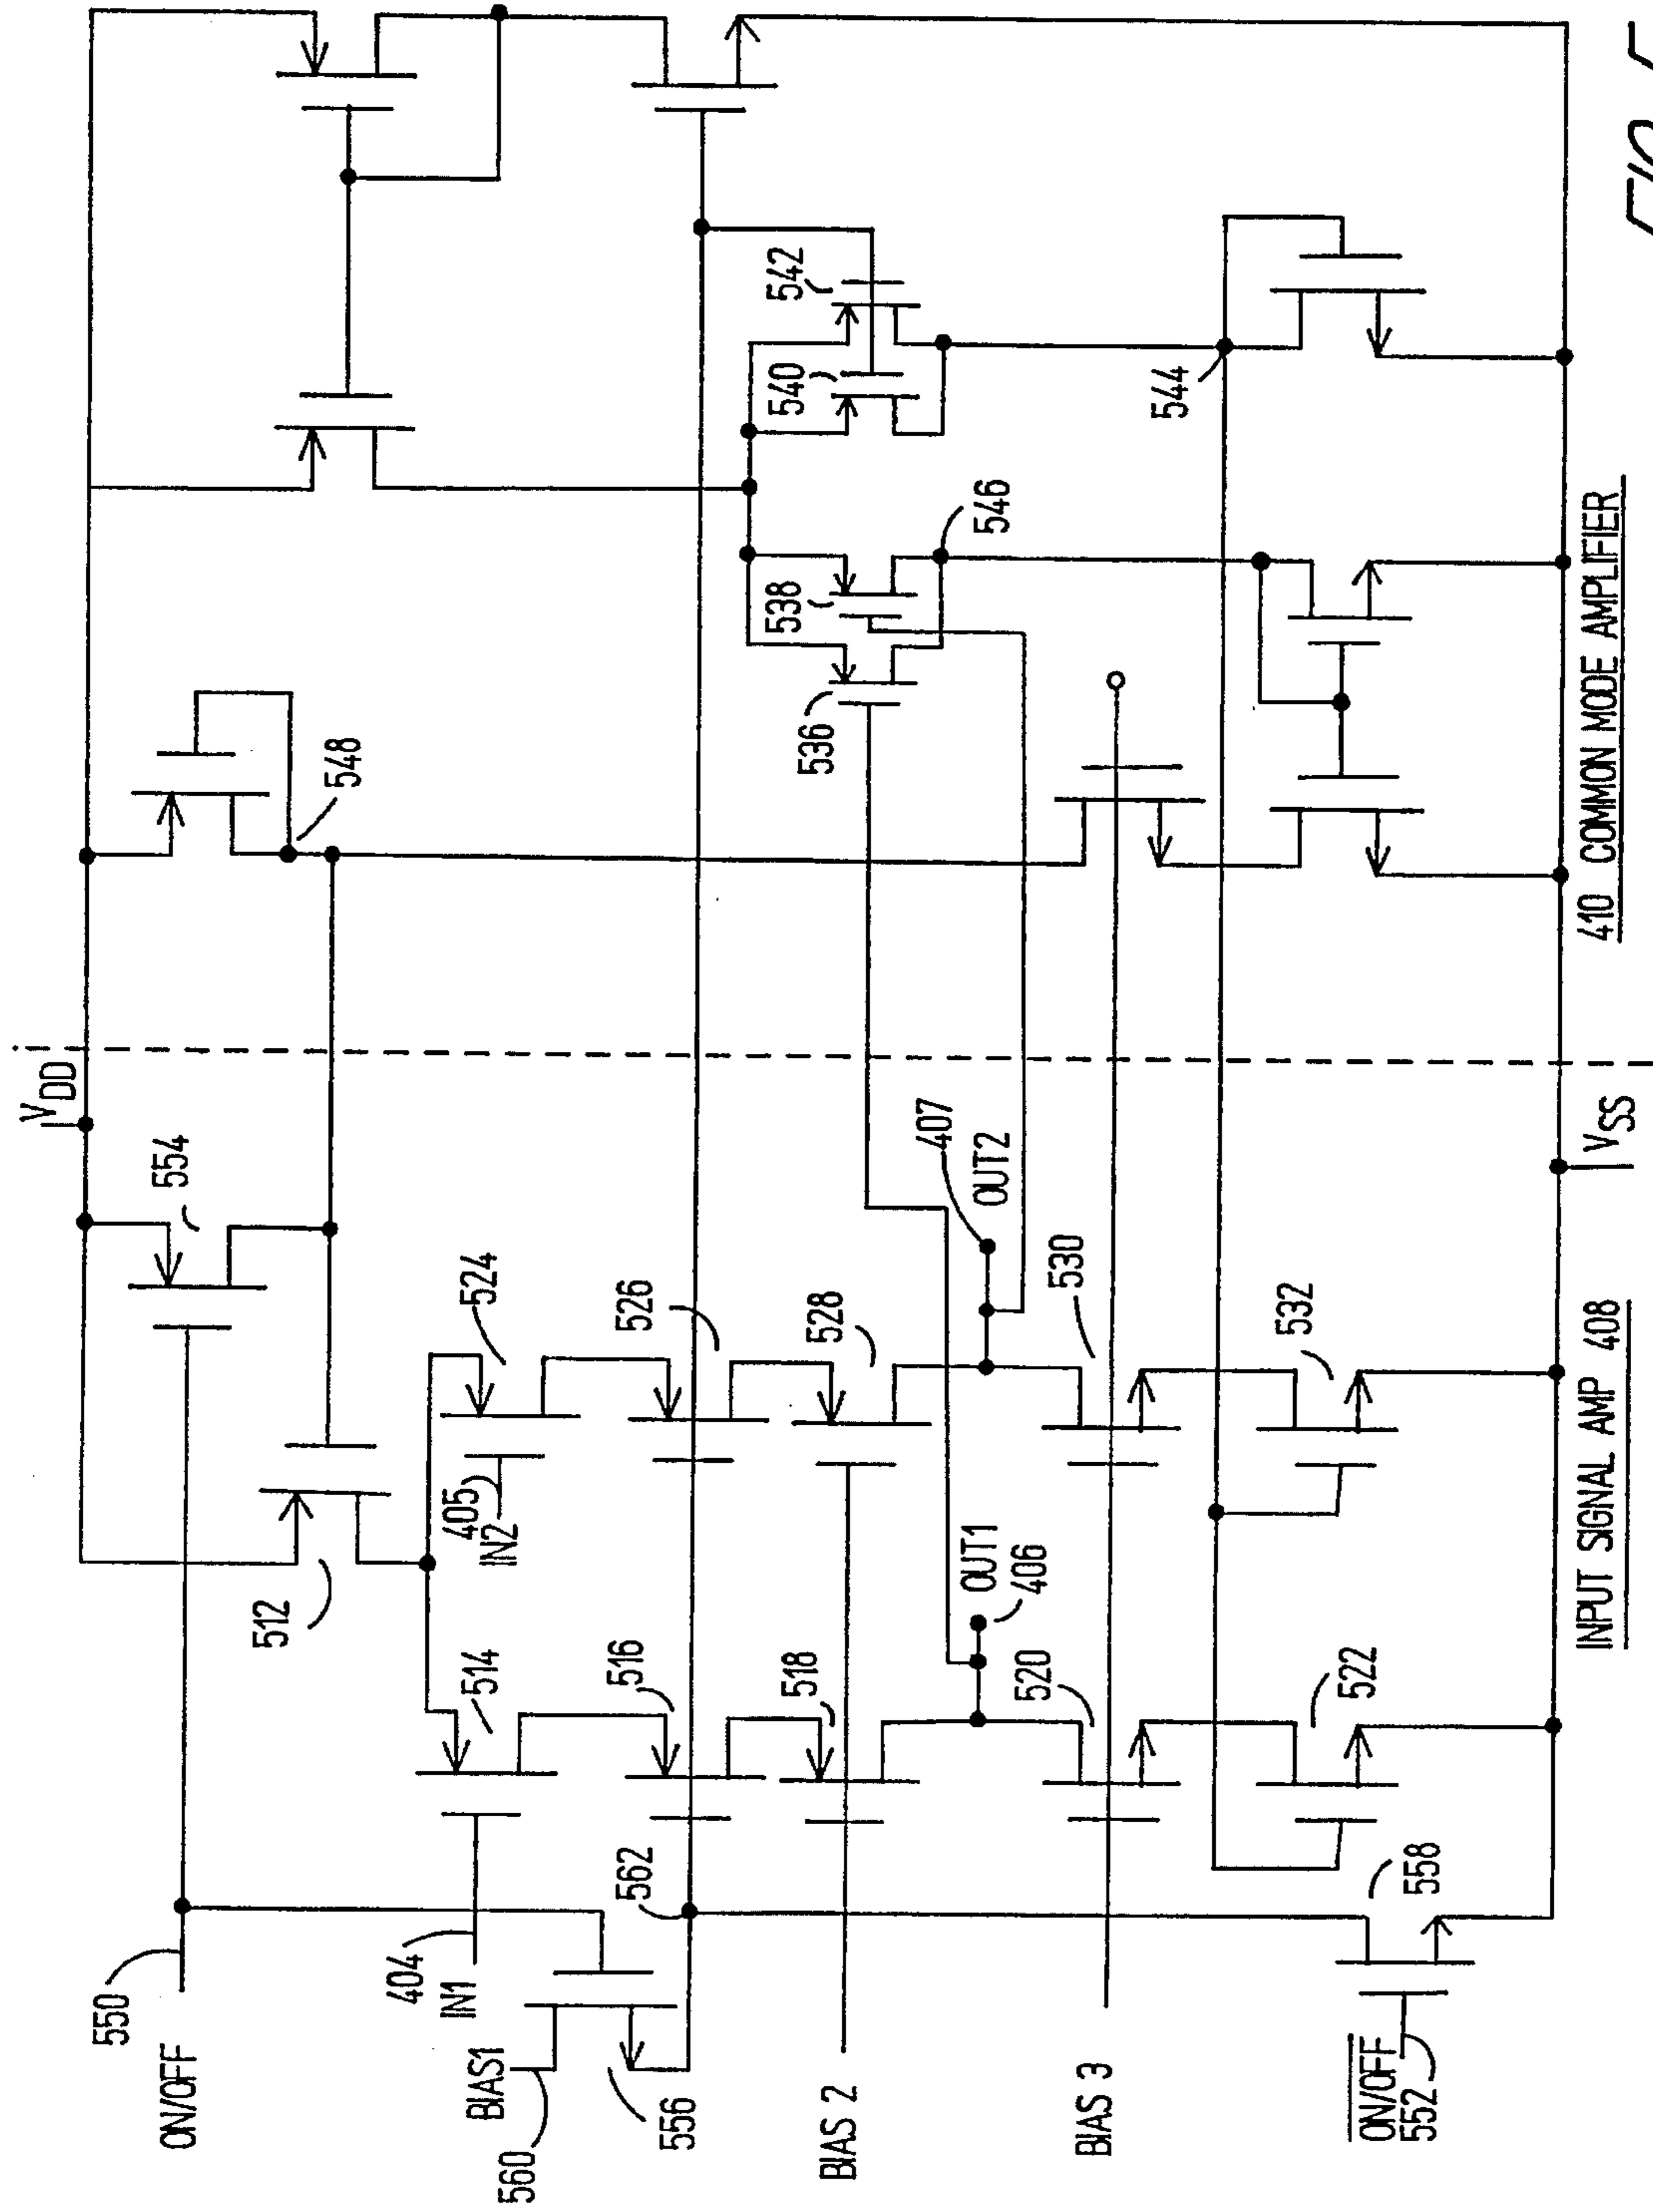 550
ON/OFF
404
IN1
BIAS1
560
556
562
BIAS 2
BIAS 3
ON/OFF
552
558
512
514
516
518
OUT1
406
520
522
554
VDD
524
405
IN2
526
528
407
OUT2
530
532
INPUT SIGNAL AMP 408
VSS
548
536
538
546
540
542
544
410 COMMON MODE AMPLIFIER